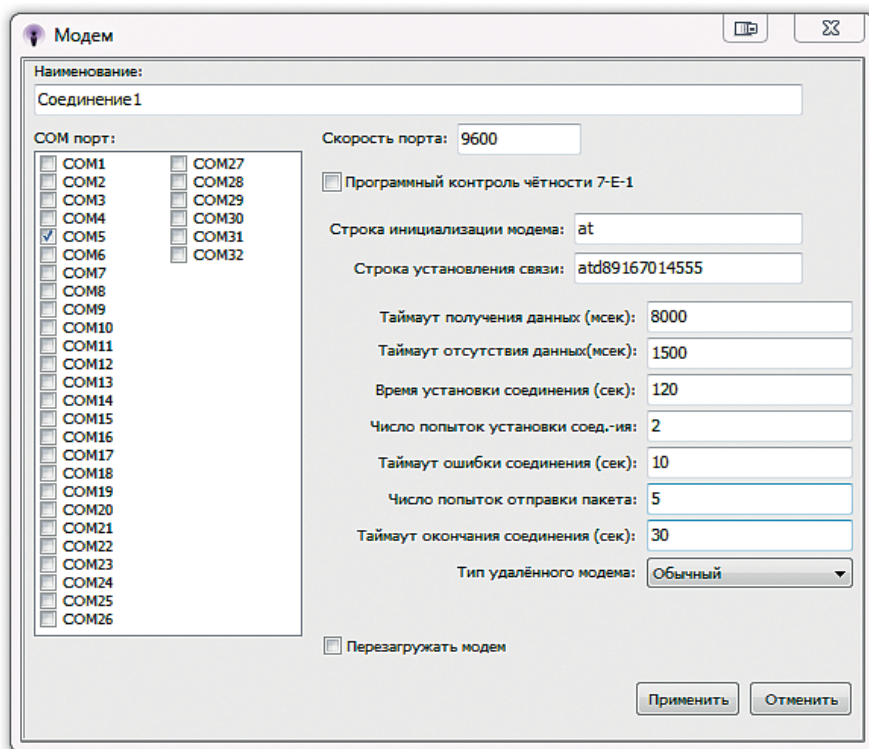 Модем
Наименование:
Соединение1
COM порт:
COM1
COM2
COM3
COM4
COM5
COM6
COM7
COM8
COM9
COM10
COM11
COM12
COM13
COM14
COM15
COM16
COM17
COM18
COM19
COM20
COM21
COM22
COM23
COM24
COM25
COM26
COM27
COM28
COM29
COM30
COM31
COM32
Скорость порта: 9600
Программный контроль чётности 7-E-1
Строка инициализации модема: at
Строка установления связи: atd89167014555
Таймаут получения данных (мсек): 8000
Таймаут отсутствия данных(мсек): 1500
Время установки соединения (сек): 120
Число попыток установки соед.-ия: 2
Таймаут ошибки соединения (сек): 10
Число попыток отправки пакета: 5
Таймаут окончания соединения (сек): 30
Тип удалённого модема: Обычный
Перезагружать модем
Применить Отменить